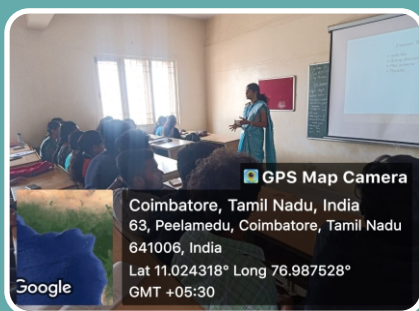 GPS Map Camera
Coimbatore, Tamil Nadu, India
63, Peelamedu, Coimbatore, Tamil Nadu
641006, India
Lat 11.024318° Long 76.987528°
GMT +05:30
Google